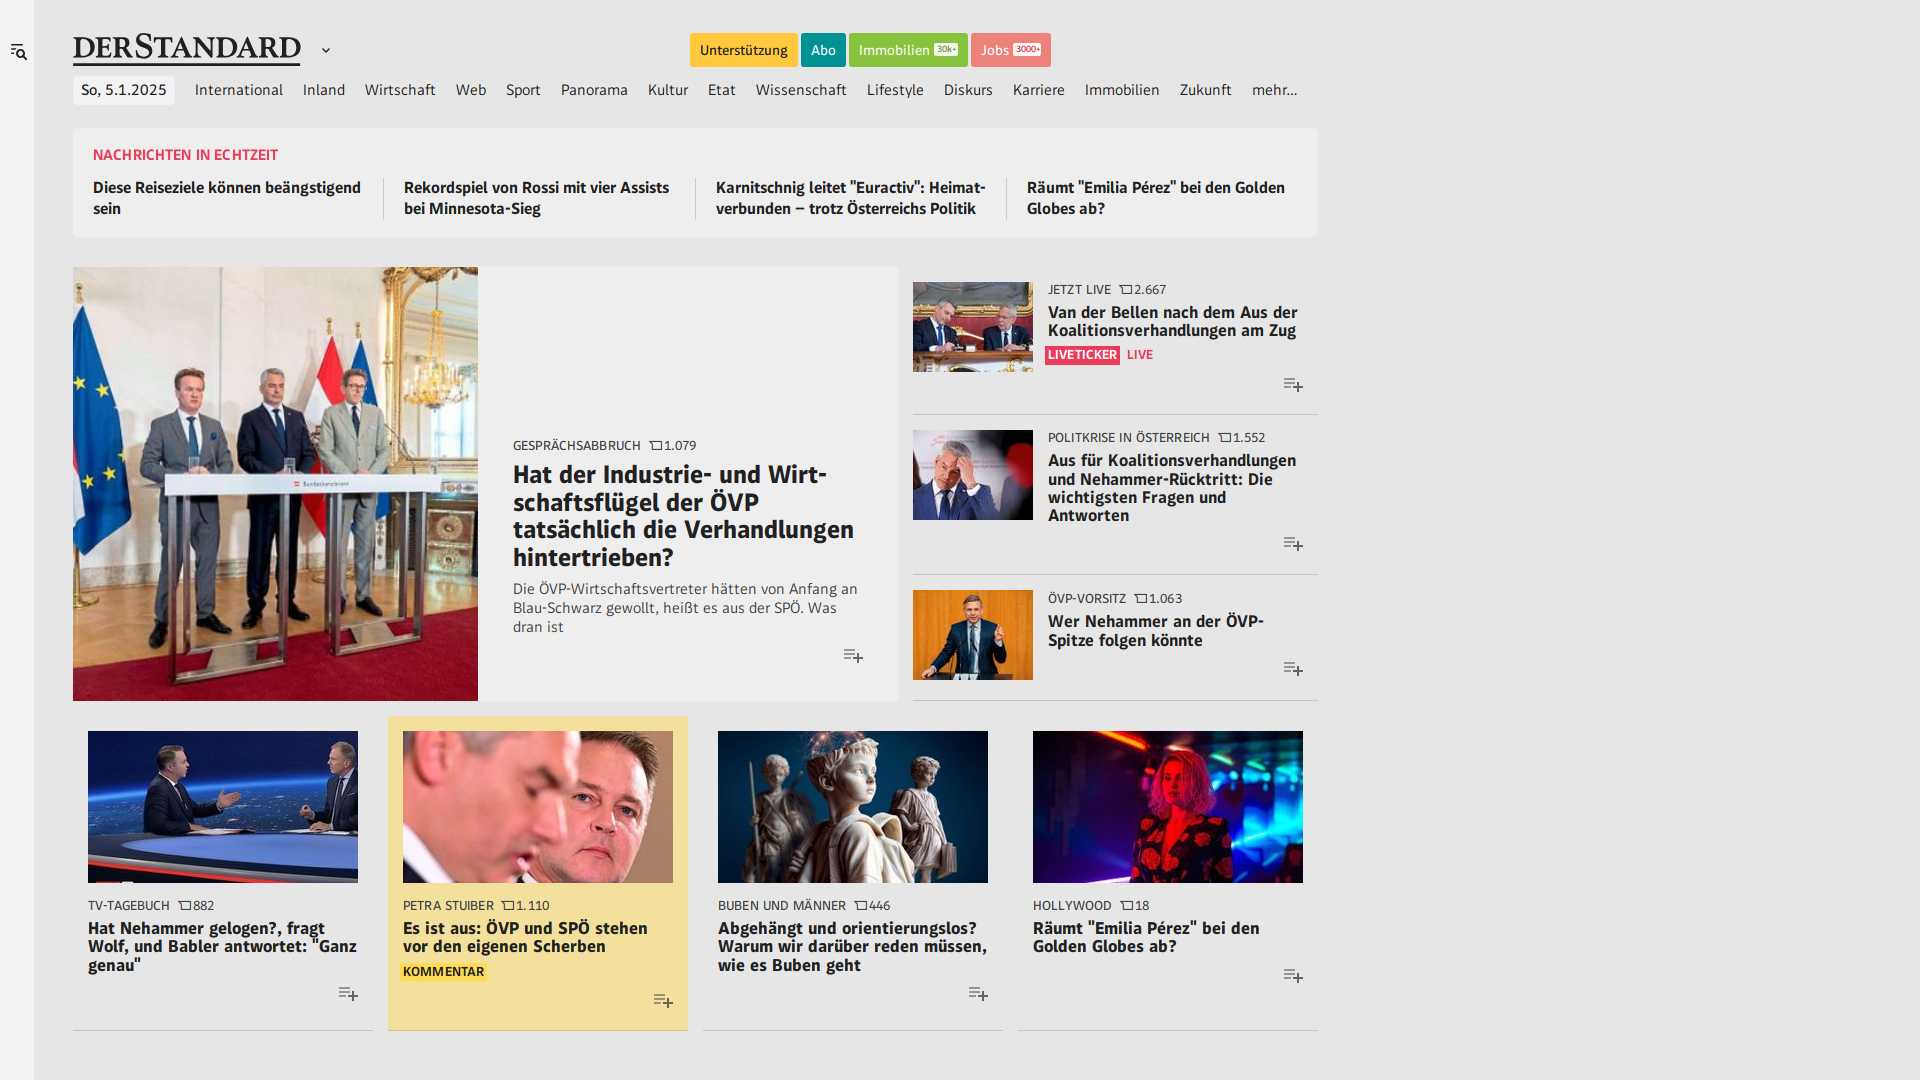 DERSTANDARD
Unterstützung
Abo
Immobilien 30k+
Jobs 3000+
So, 5.1.2025
International
Inland
Wirtschaft
Web
Sport
Panorama
Kultur
Etat
Wissenschaft
Lifestyle
Diskurs
Karriere
Immobilien
Zukunft
mehr...
NACHRICHTEN IN ECHTZEIT
Diese Reiseziele können beängstigend
sein
Rekordspiel von Rossi mit vier Assists
bei Minnesota-Sieg
Karnitschnig leitet "Euractiv": Heimat-
verbunden – trotz Österreichs Politik
Räumt "Emilia Pérez" bei den Golden
Globes ab?
Bundeskanzleramt
GESPRÄCHSABBRUCH 1.079
Hat der Industrie- und Wirt-
schaftsflügel der ÖVP
tatsächlich die Verhandlungen
hintertrieben?
Die ÖVP-Wirtschaftsvertreter hätten von Anfang an
Blau-Schwarz gewollt, heißt es aus der SPÖ. Was
dran ist
JETZT LIVE 2.667
Van der Bellen nach dem Aus der
Koalitionsverhandlungen am Zug
LIVETICKER LIVE
POLITKRISE IN ÖSTERREICH 1.552
Aus für Koalitionsverhandlungen
und Nehammer-Rücktritt: Die
wichtigsten Fragen und
Antworten
ÖVP-VORSITZ 1.063
Wer Nehammer an der ÖVP-
Spitze folgen könnte
TV-TAGEBUCH 882
Hat Nehammer gelogen?, fragt
Wolf, und Babler antwortet: "Ganz
genau"
PETRA STUIBER 1.110
Es ist aus: ÖVP und SPÖ stehen
vor den eigenen Scherben
KOMMENTAR
BUBEN UND MÄNNER 446
Abgehängt und orientierungslos?
Warum wir darüber reden müssen,
wie es Buben geht
HOLLYWOOD 18
Räumt "Emilia Pérez" bei den
Golden Globes ab?